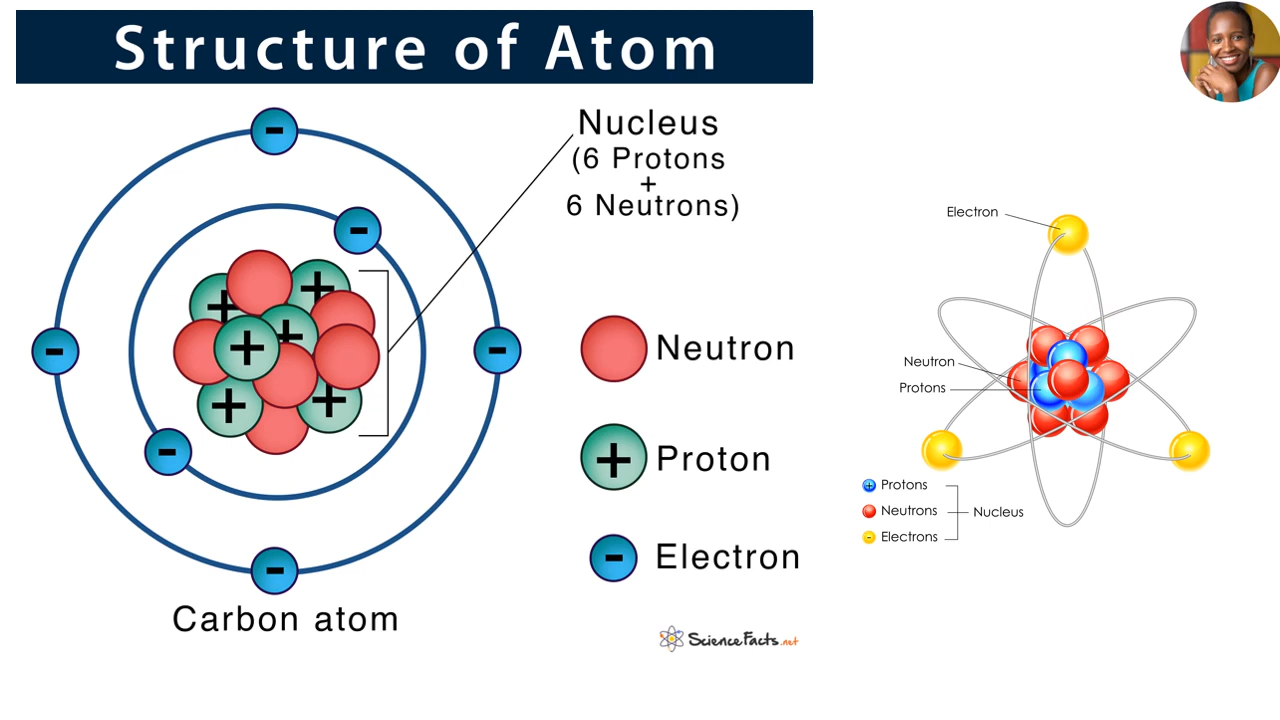 Structure of Atom
Nucleus
(6 Protons
+
6 Neutrons)
-
-
-
-
-
-
+
+
+
+
+
+
Neutron
+ Proton
- Electron
Carbon atom
ScienceFacts.net
Electron
Neutron
Protons
+ Protons
Neutrons
Nucleus
- Electrons